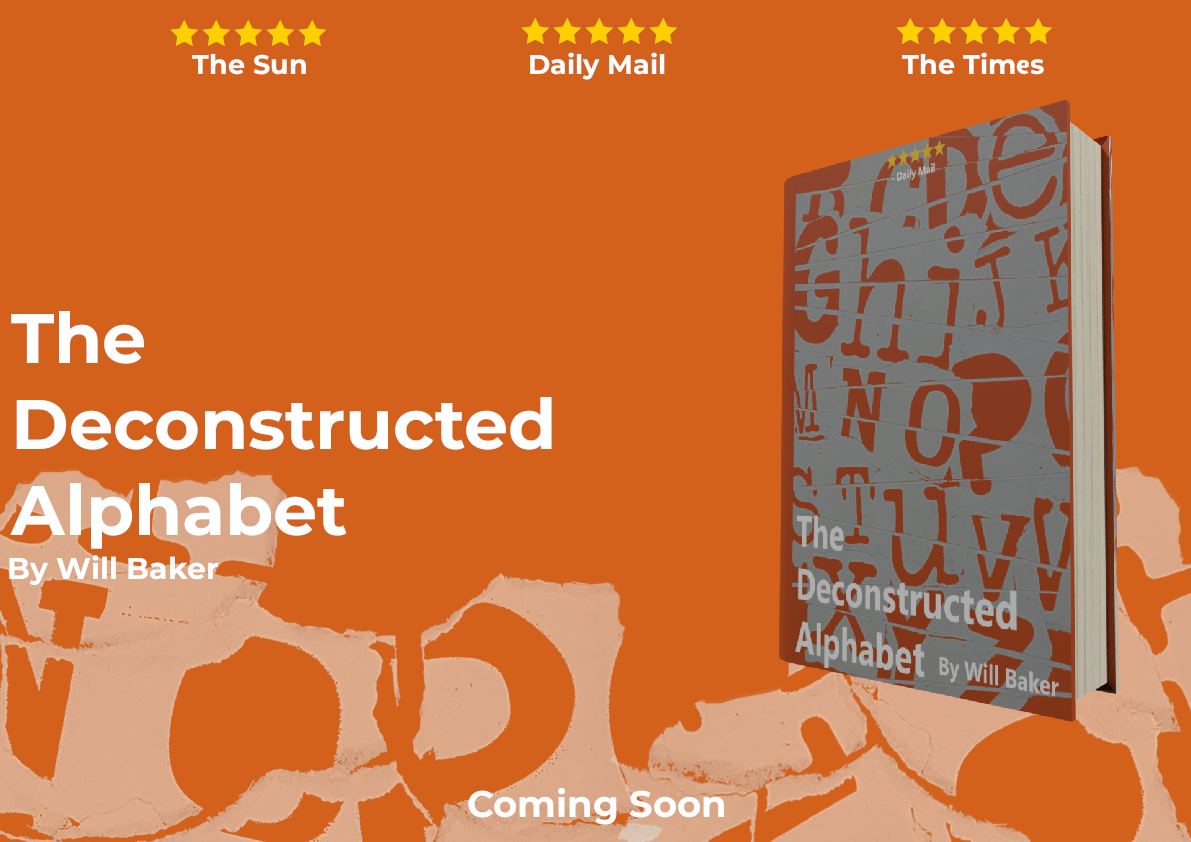 The Sun
Daily Mail
The Times
The
Deconstructed
Alphabet
By Will Baker
- Daily Mail
B C D e
G h i J K
M N O P
S T U V W
X Z
The
Deconstructed
Alphabet By Will Baker
Coming Soon